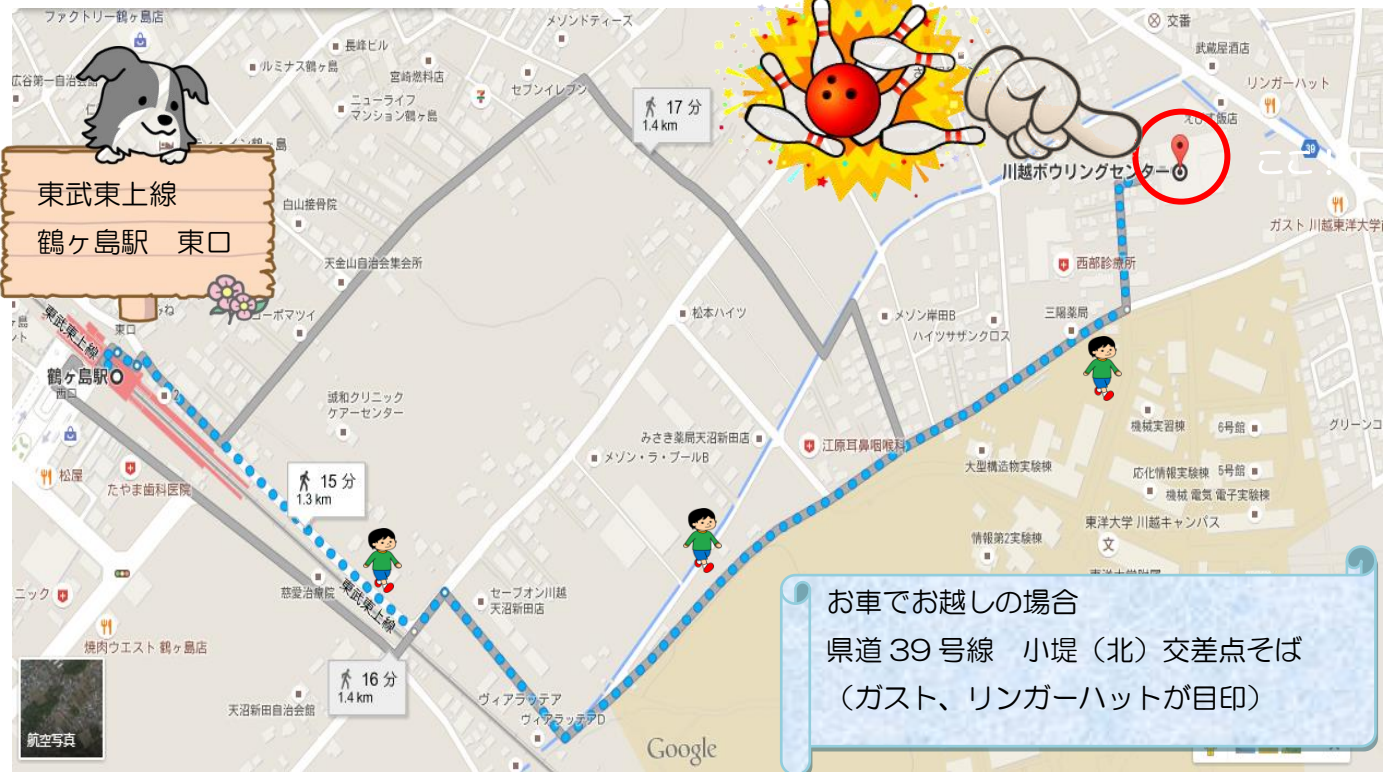 ファクトリー鶴ヶ島店
メゾンドティーズ
交番
長峰ビル
武蔵屋酒店
ルミナス鶴ヶ島
宮崎燃料店
セブンイレブン
リンガーハット
ニューライフ
マンション鶴ヶ島
17 分
1.4 km
39
ここ!
川越ボウリングセンター
東武東上線
鶴ヶ島駅 東口
白山接骨院
ガスト 川越東洋大学前
天金山自治会集会所
西部診療所
コーポマツイ
松本ハイツ
メゾン岸田B
三陽薬局
ハイツサザンクロス
東武東上線
東口
鶴ヶ島駅
西口
誠和クリニック
ケアーセンター
みさき薬局天沼新田店
江原耳鼻咽喉科
メゾン・ラ・ブールB
機械実習棟
6号館
グリーンコ
大型構造物実験棟
応化情報実験棟
5号館
機械 電気 電子実験棟
松屋
たやま歯科医院
15 分
1.3 km
東洋大学 川越キャンパス
情報第2実験棟
慈愛治療院
東武東上線
セーブオン川越
天沼新田店
ニック
焼肉ウエスト 鶴ヶ島店
16 分
1.4 km
天沼新田自治会館
ヴィアラッテア
ヴィアラッテアD
航空写真
Google
お車でお越しの場合
県道 39 号線 小堤(北)交差点そば
(ガスト、リンガーハットが目印)